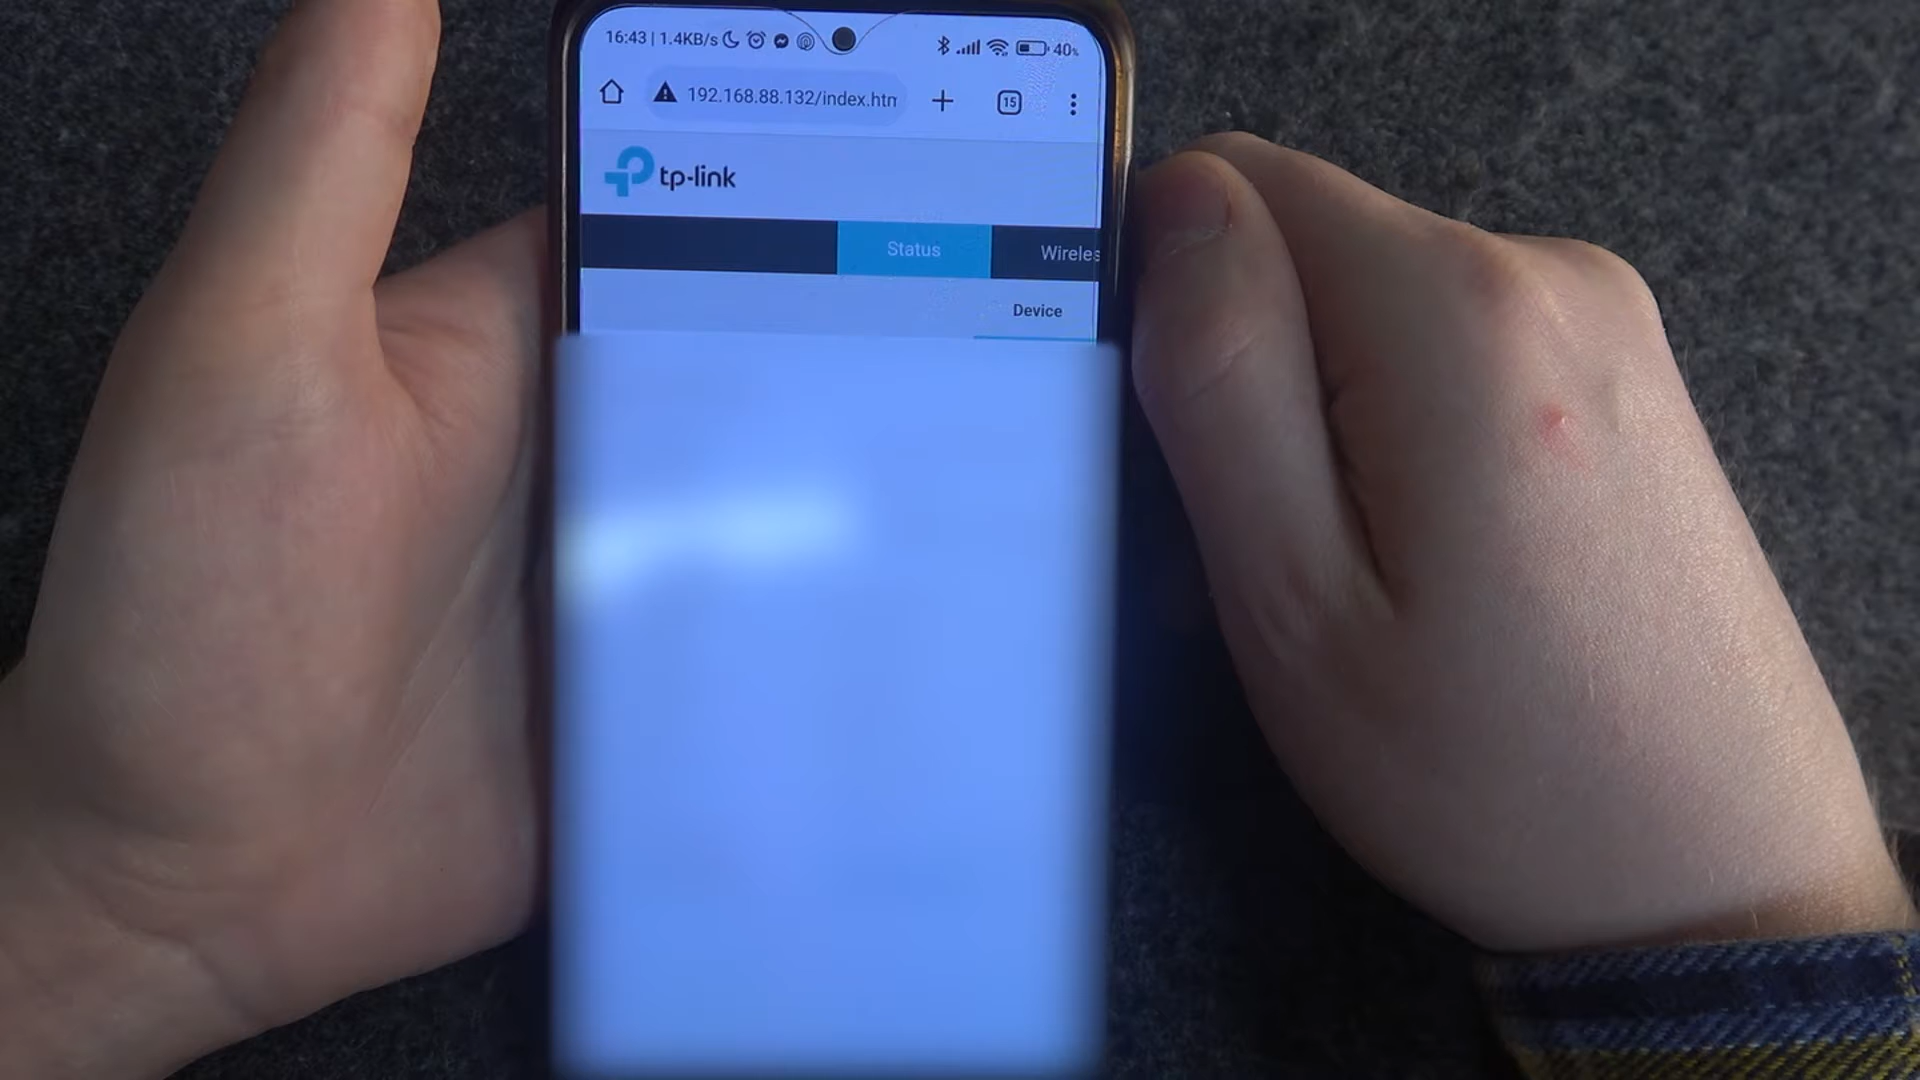 16:43 | 1.4KB/s 40%
192.168.88.132/index.htm 15
tp-link
Status Wireles
Device